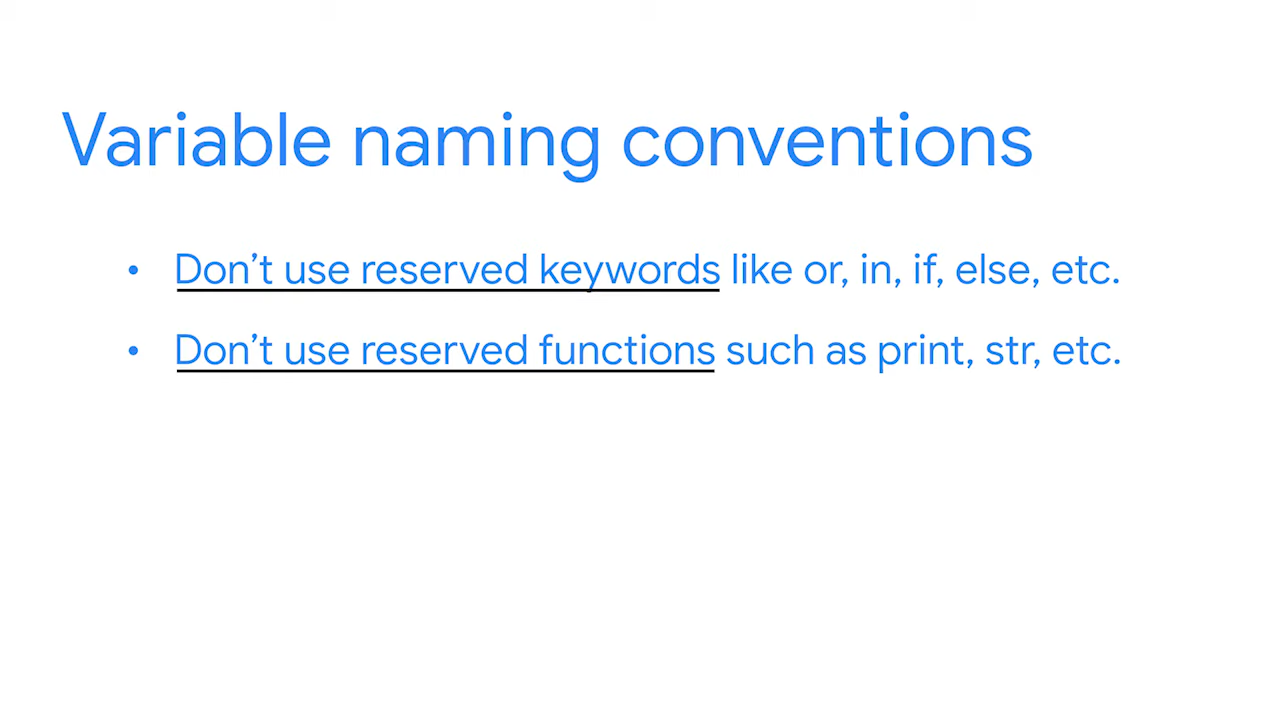 Variable naming conventions
• Don’t use reserved keywords like or, in, if, else, etc.
• Don’t use reserved functions such as print, str, etc.